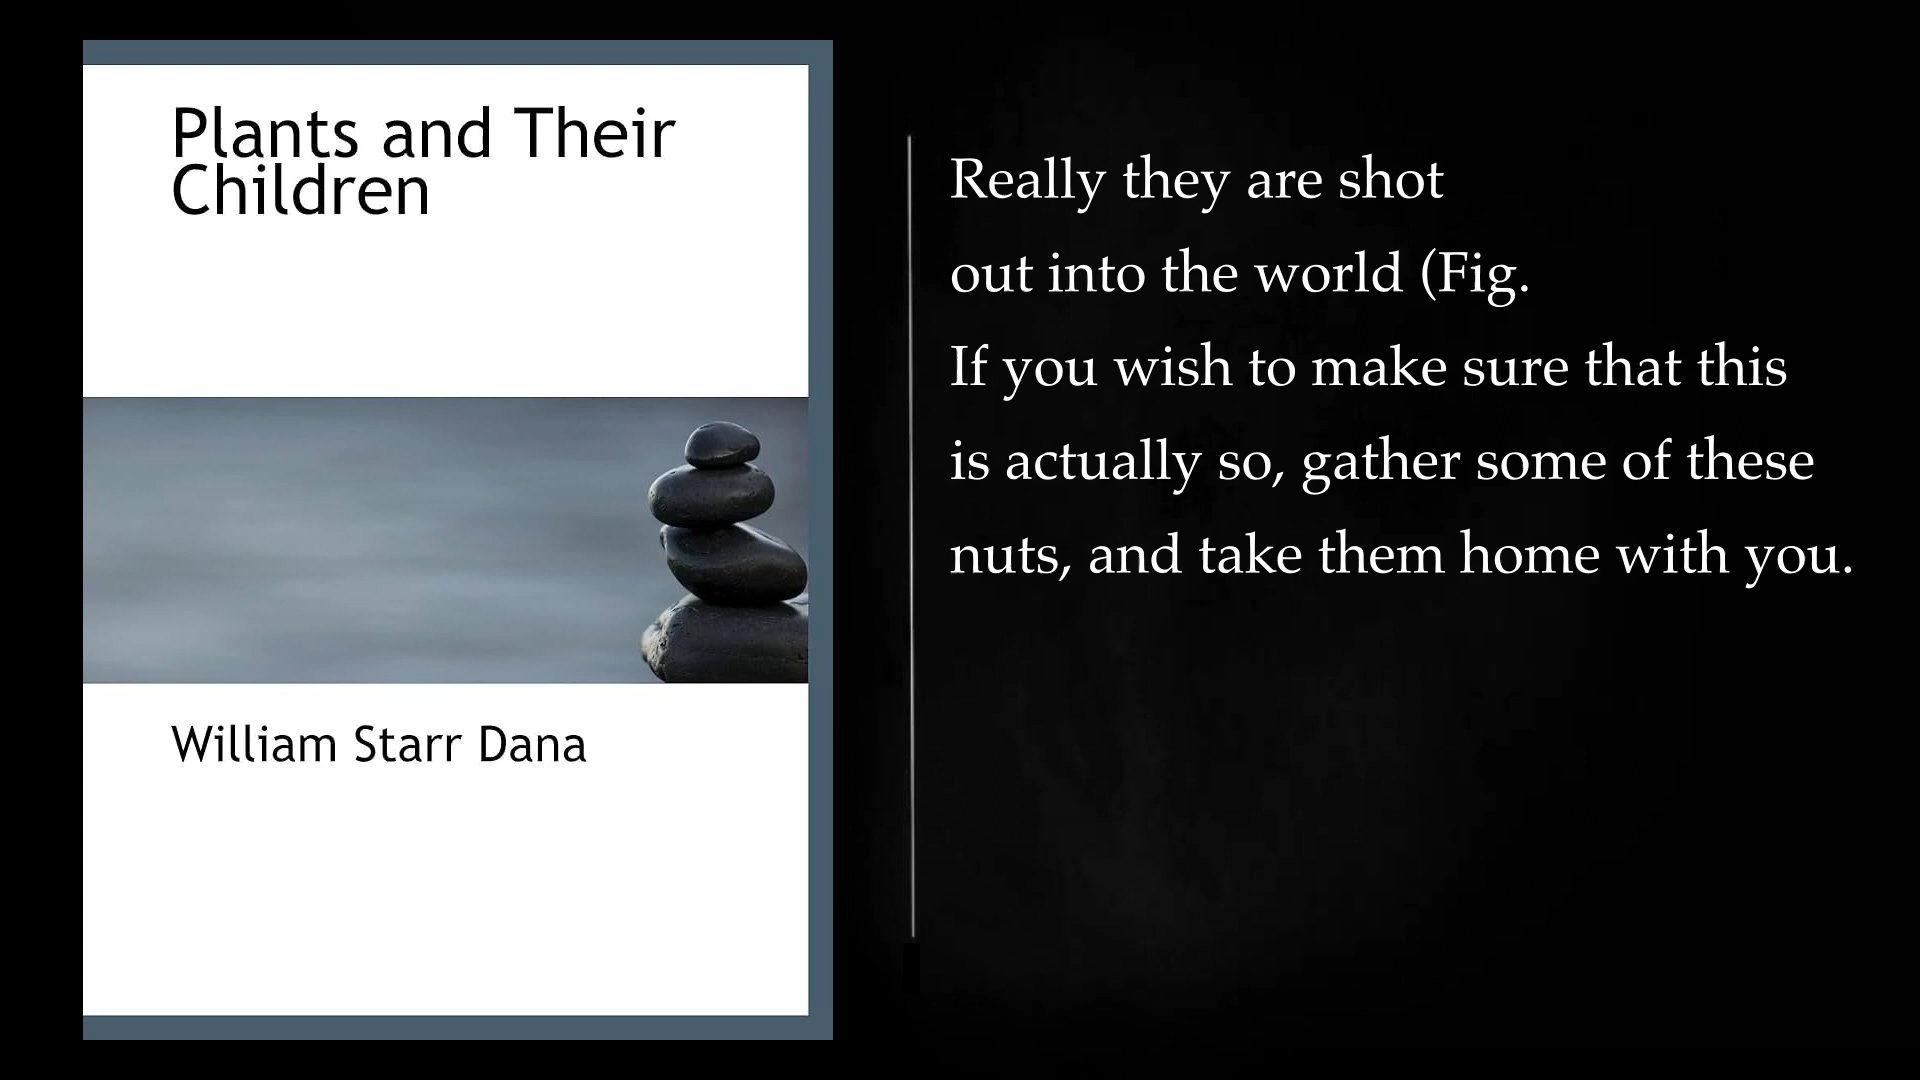 Plants and Their
Children
William Starr Dana
Really they are shot
out into the world (Fig.
If you wish to make sure that this
is actually so, gather some of these
nuts, and take them home with you.